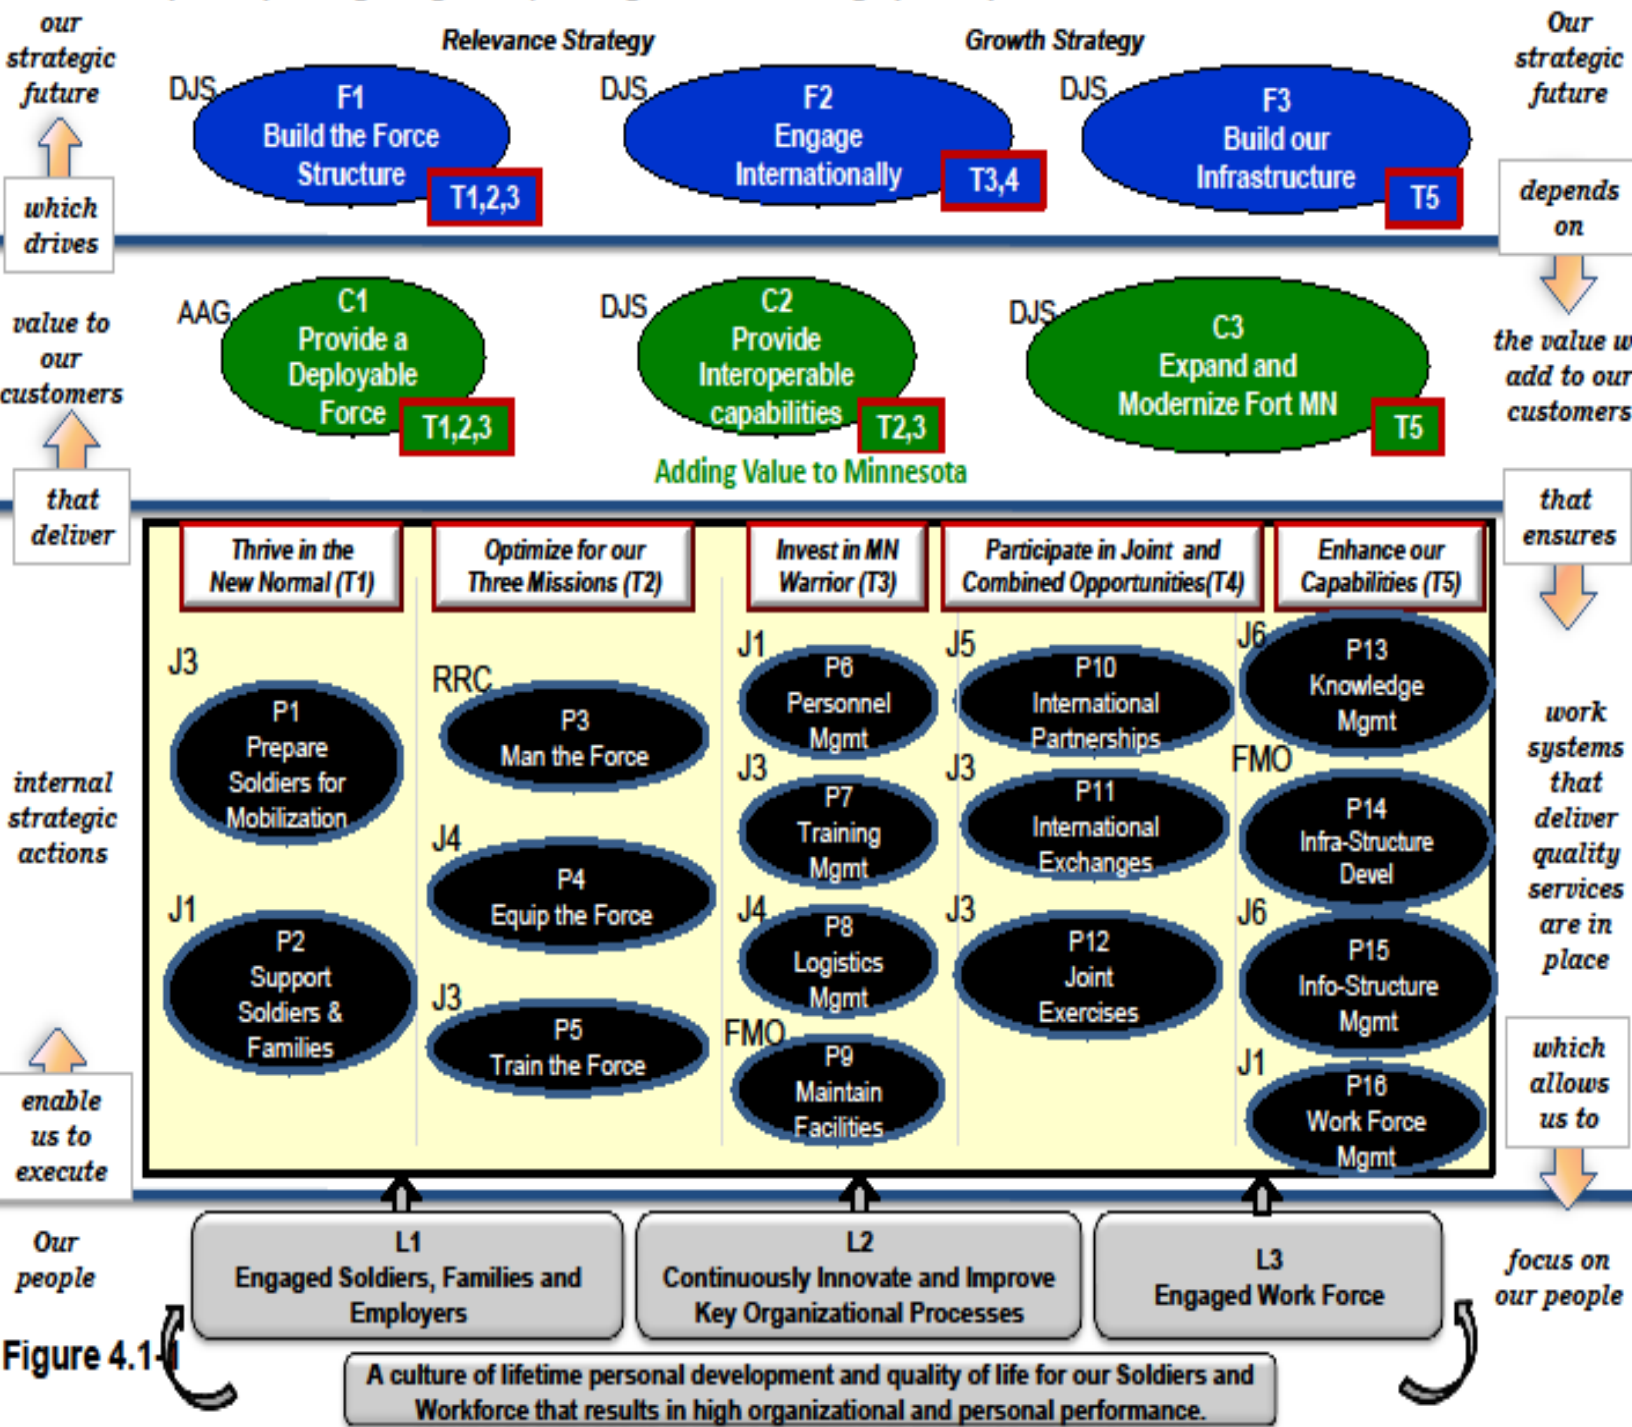 our
strategic
future
Relevance Strategy
Growth Strategy
Our
strategic
future
DJS
F1
Build the Force
Structure
T1,2,3
DJS
F2
Engage
Internationally
T3,4
DJS
F3
Build our
Infrastructure
T5
which
drives
depends
on
value to
our
customers
AAG
C1
Provide a
Deployable
Force
T1,2,3
DJS
C2
Provide
Interoperable
capabilities
T2,3
DJS
C3
Expand and
Modernize Fort MN
T5
the value w
add to our
customers
Adding Value to Minnesota
that
deliver
that
ensures
Thrive in the
New Normal (T1)
Optimize for our
Three Missions (T2)
Invest in MN
Warrior (T3)
Participate in Joint and
Combined Opportunities(T4)
Enhance our
Capabilities (T5)
internal
strategic
actions
J3
P1
Prepare
Soldiers for
Mobilization
J1
P2
Support
Soldiers &
Families
RRC
P3
Man the Force
J4
P4
Equip the Force
J3
P5
Train the Force
J1
P6
Personnel
Mgmt
J3
P7
Training
Mgmt
J4
P8
Logistics
Mgmt
FMO
P9
Maintain
Facilities
J5
P10
International
Partnerships
J3
P11
International
Exchanges
J3
P12
Joint
Exercises
J6
P13
Knowledge
Mgmt
FMO
P14
Infra-Structure
Devel
J6
P15
Info-Structure
Mgmt
J1
P16
Work Force
Mgmt
work
systems
that
deliver
quality
services
are in
place
enable
us to
execute
which
allows
us to
Our
people
L1
Engaged Soldiers, Families and
Employers
L2
Continuously Innovate and Improve
Key Organizational Processes
L3
Engaged Work Force
focus on
our people
Figure 4.1-1
A culture of lifetime personal development and quality of life for our Soldiers and
Workforce that results in high organizational and personal performance.